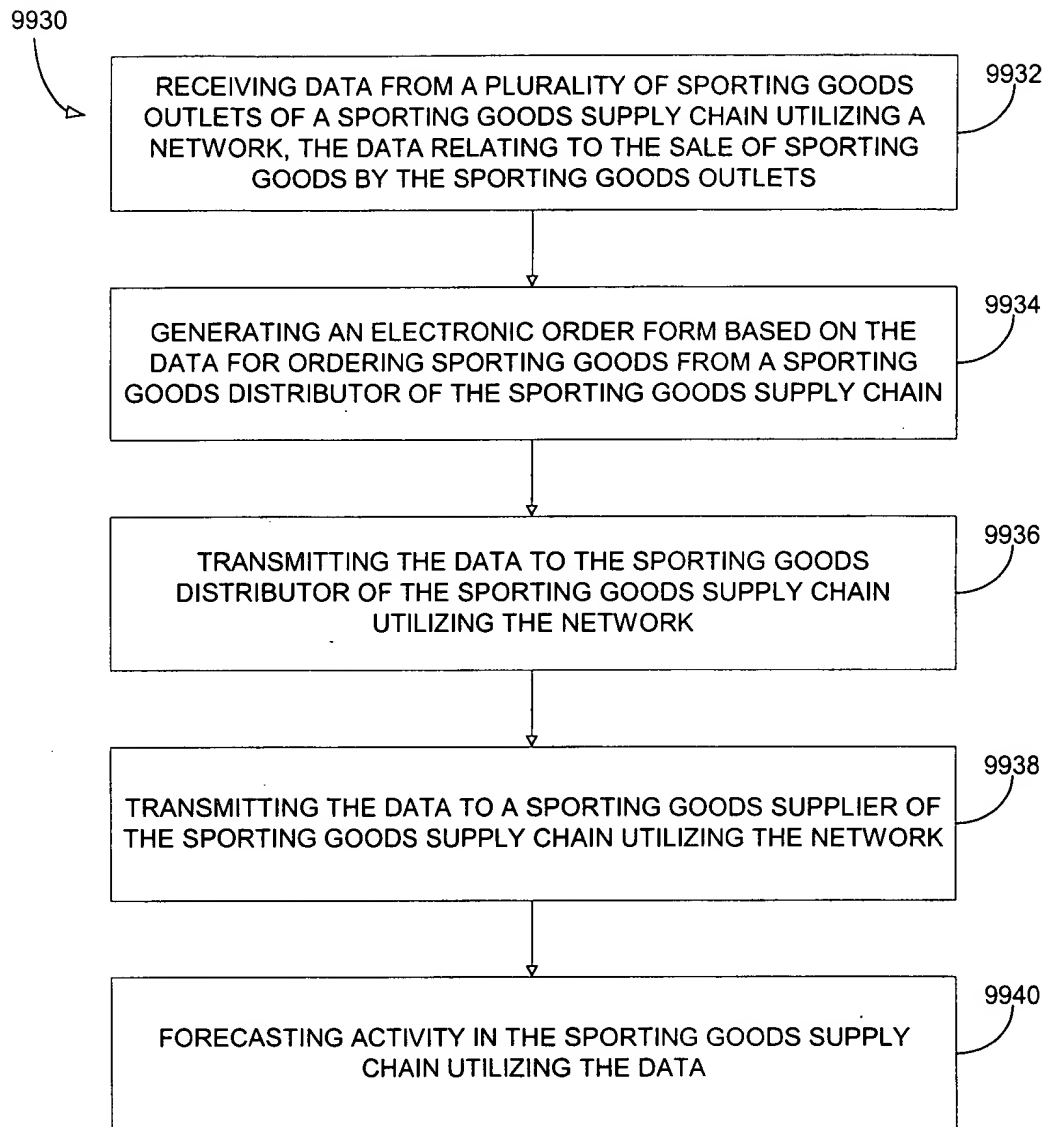 9930
9932
RECEIVING DATA FROM A PLURALITY OF SPORTING GOODS
OUTLETS OF A SPORTING GOODS SUPPLY CHAIN UTILIZING A
NETWORK, THE DATA RELATING TO THE SALE OF SPORTING
GOODS BY THE SPORTING GOODS OUTLETS
9934
GENERATING AN ELECTRONIC ORDER FORM BASED ON THE
DATA FOR ORDERING SPORTING GOODS FROM A SPORTING
GOODS DISTRIBUTOR OF THE SPORTING GOODS SUPPLY CHAIN
9936
TRANSMITTING THE DATA TO THE SPORTING GOODS
DISTRIBUTOR OF THE SPORTING GOODS SUPPLY CHAIN
UTILIZING THE NETWORK
9938
TRANSMITTING THE DATA TO A SPORTING GOODS SUPPLIER OF
THE SPORTING GOODS SUPPLY CHAIN UTILIZING THE NETWORK
9940
FORECASTING ACTIVITY IN THE SPORTING GOODS SUPPLY
CHAIN UTILIZING THE DATA